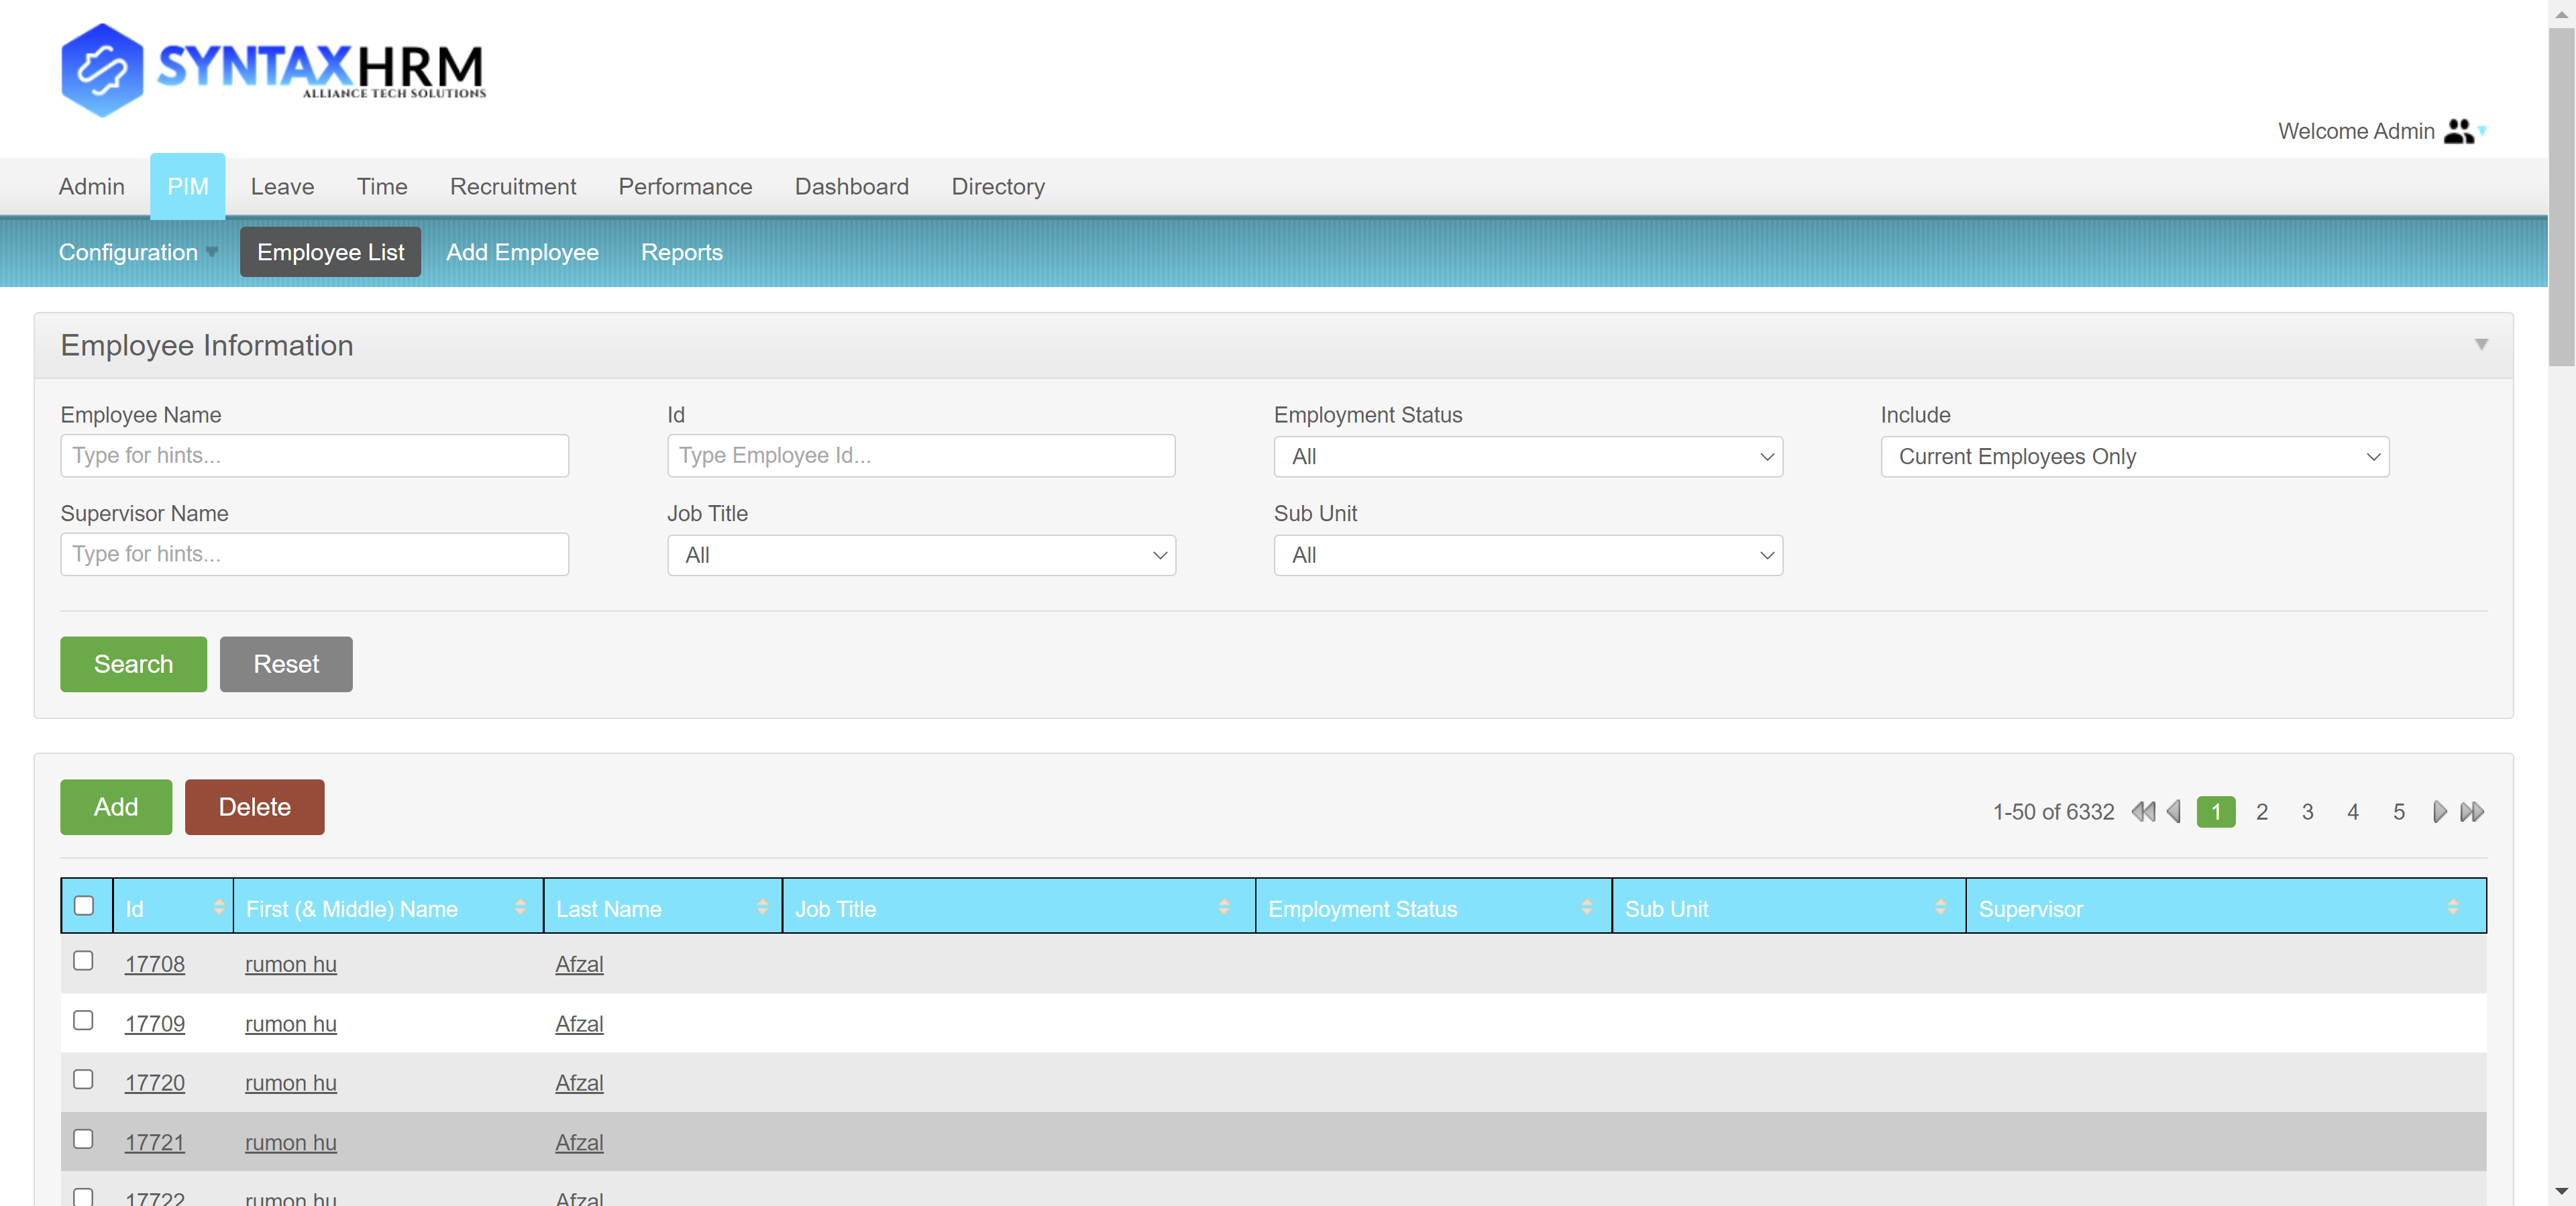 SYNTAXHRM
ALLIANCE TECH SOLUTIONS
Welcome Admin
Admin PIM Leave Time Recruitment Performance Dashboard Directory
Configuration Employee List Add Employee Reports
Employee Information
Employee Name Id Employment Status Include
Type for hints... Type Employee Id... All Current Employees Only
Supervisor Name Job Title Sub Unit
Type for hints... All All
Search Reset
Add Delete 1-50 of 6332 1 2 3 4 5
Id First (& Middle) Name Last Name Job Title Employment Status Sub Unit Supervisor
17708 rumon hu Afzal
17709 rumon hu Afzal
17720 rumon hu Afzal
17721 rumon hu Afzal
17722 rumon hu Afzal